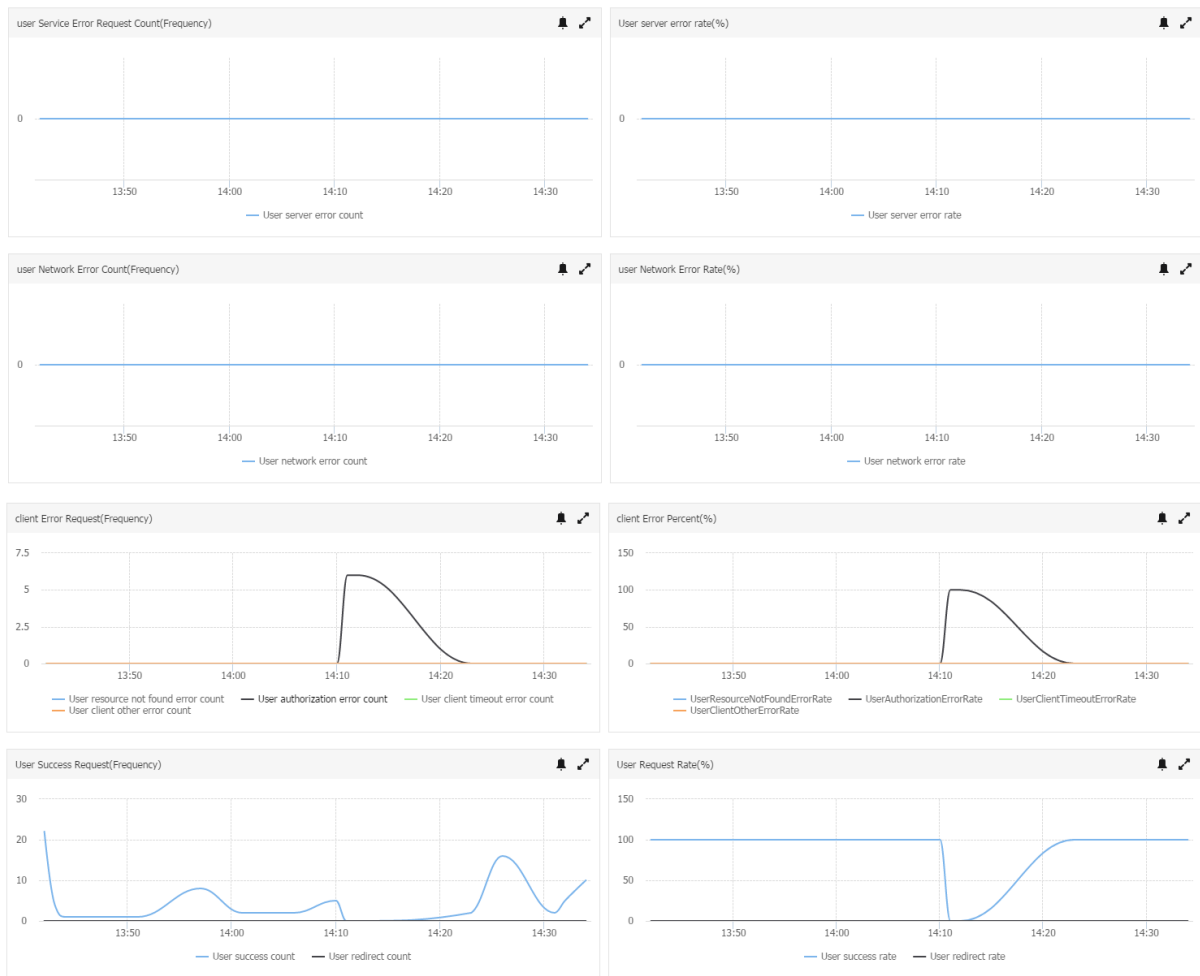 user Service Error Request Count(Frequency)
0
13:50 14:00 14:10 14:20 14:30
User server error count
User server error rate(%)
0
13:50 14:00 14:10 14:20 14:30
User server error rate
user Network Error Count(Frequency)
0
13:50 14:00 14:10 14:20 14:30
User network error count
user Network Error Rate(%)
0
13:50 14:00 14:10 14:20 14:30
User network error rate
client Error Request(Frequency)
7.5
5
2.5
0
13:50 14:00 14:10 14:20 14:30
User resource not found error count User authorization error count User client timeout error count
User client other error count
client Error Percent(%)
150
100
50
0
13:50 14:00 14:10 14:20 14:30
UserResourceNotFoundErrorRate UserAuthorizationErrorRate UserClientTimeoutErrorRate
UserClientOtherErrorRate
User Success Request(Frequency)
30
20
10
0
13:50 14:00 14:10 14:20 14:30
User success count User redirect count
User Request Rate(%)
150
100
50
0
13:50 14:00 14:10 14:20 14:30
User success rate User redirect rate